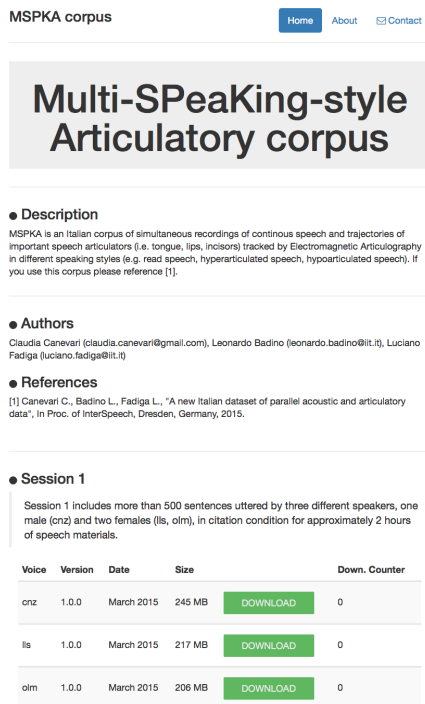 MSPKA corpus
Home About Contact
Multi-SPeaKing-style
Articulatory corpus
Description
MSPKA is an Italian corpus of simultaneous recordings of continous speech and trajectories of
important speech articulators (i.e. tongue, lips, incisors) tracked by Electromagnetic Articulography
in different speaking styles (e.g. read speech, hyperarticulated speech, hypoarticulated speech). If
you use this corpus please reference [1].
Authors
Claudia Canevari (claudia.canevari@gmail.com), Leonardo Badino (leonardo.badino@iit.it), Luciano
Fadiga (luciano.fadiga@iit.it)
References
[1] Canevari C., Badino L., Fadiga L., "A new Italian dataset of parallel acoustic and articulatory
data", In Proc. of InterSpeech, Dresden, Germany, 2015.
Session 1
Session 1 includes more than 500 sentences uttered by three different speakers, one
male (cnz) and two females (lls, olm), in citation condition for approximately 2 hours
of speech materials.
Voice Version Date Size Down. Counter
cnz 1.0.0 March 2015 245 MB DOWNLOAD 0
lls 1.0.0 March 2015 217 MB DOWNLOAD 0
olm 1.0.0 March 2015 206 MB DOWNLOAD 0